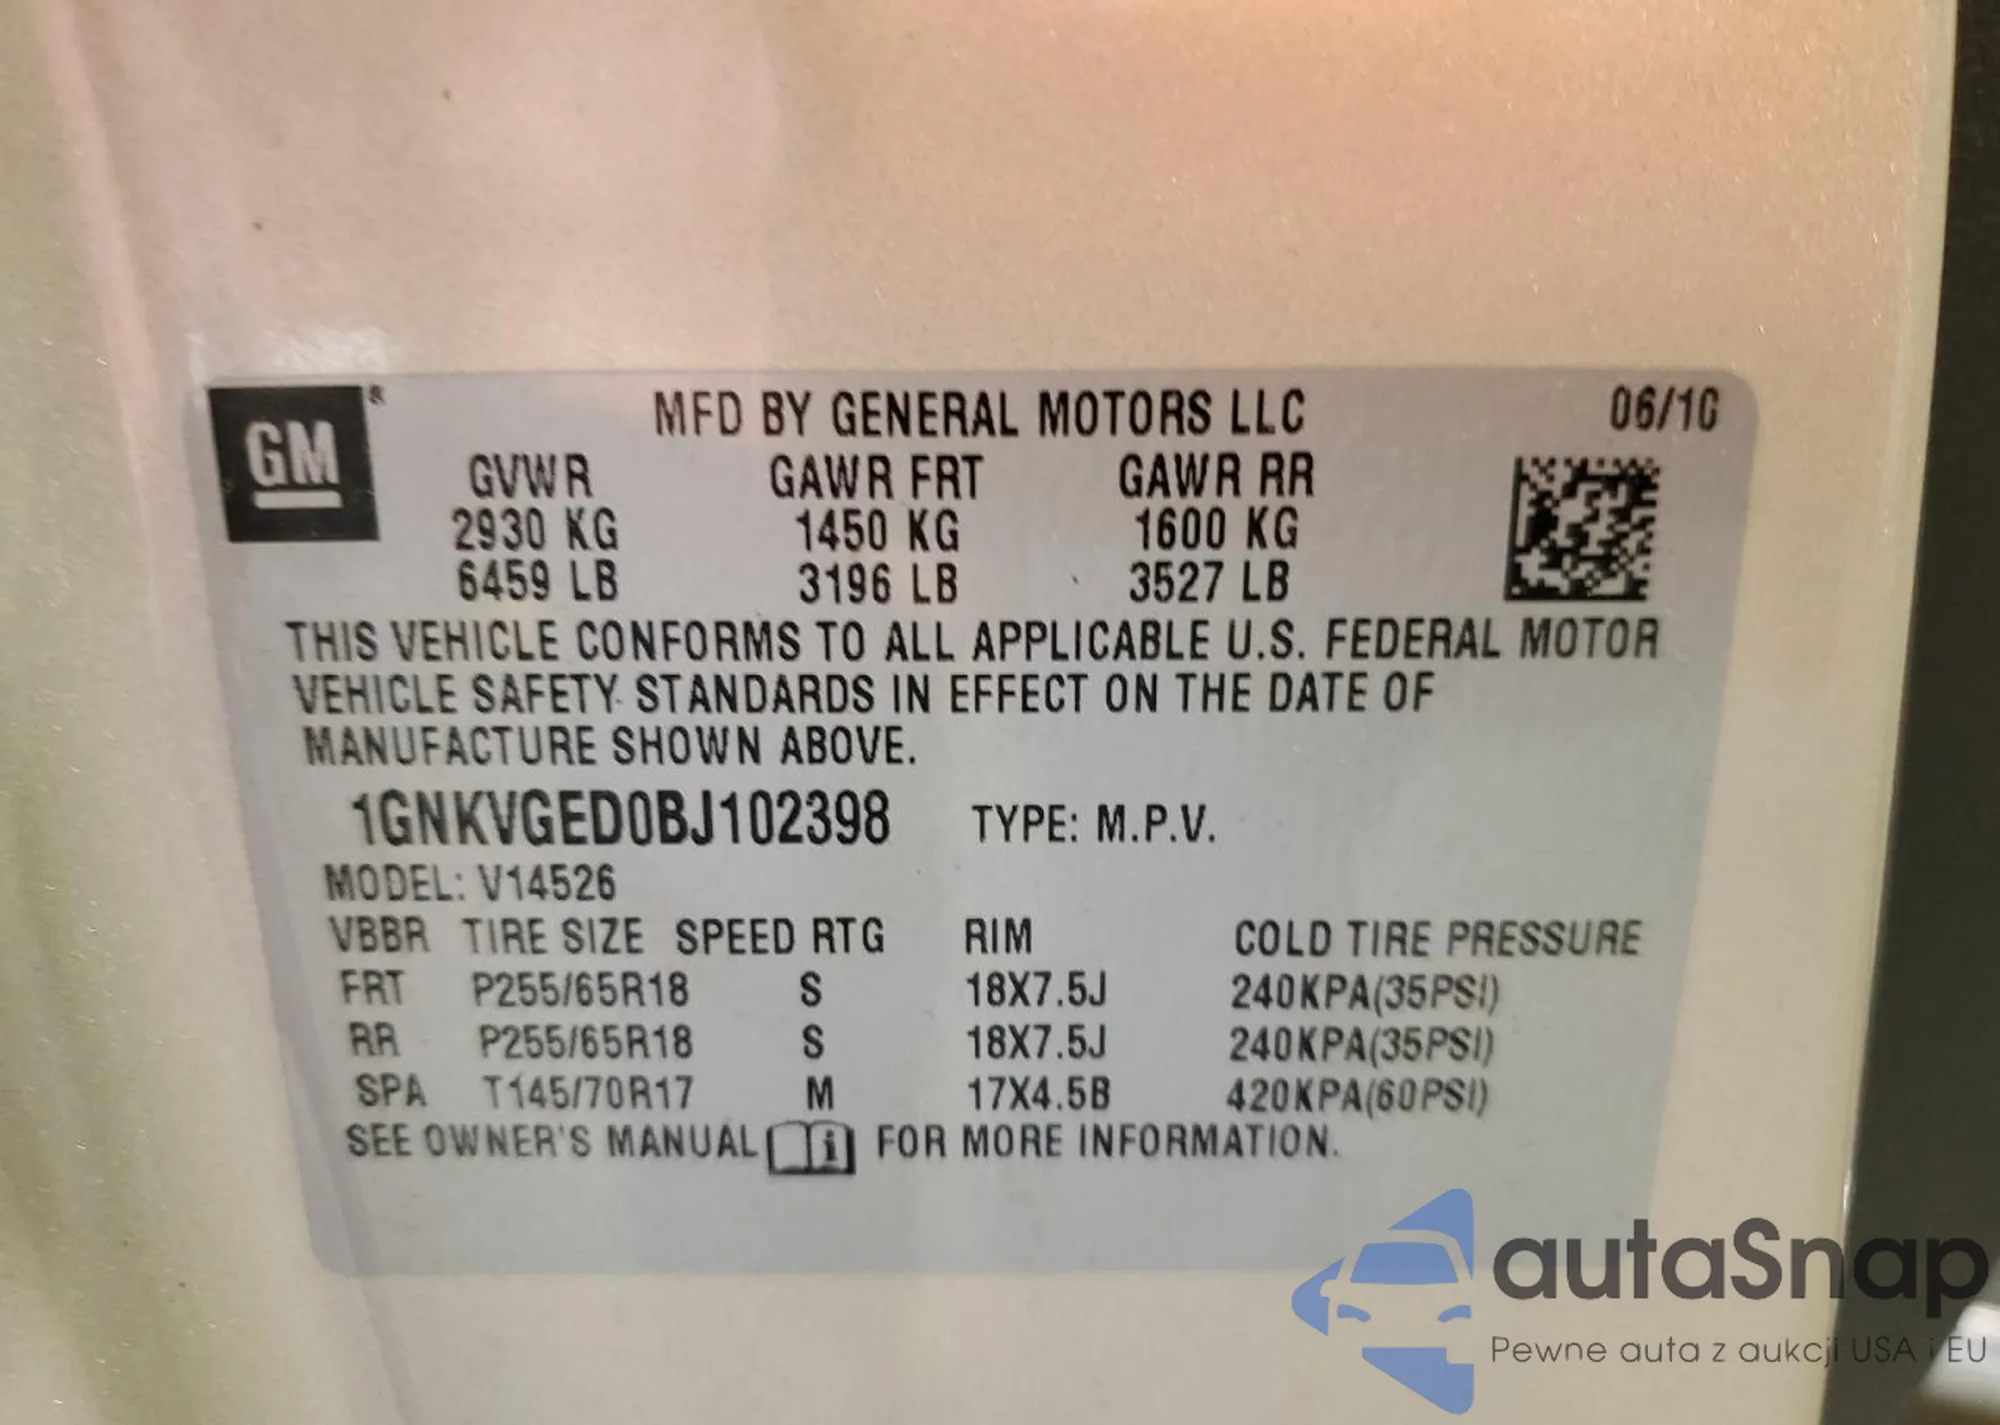 GM®
MFD BY GENERAL MOTORS LLC 06/10
GVWR GAWR FRT GAWR RR
2930 KG 1450 KG 1600 KG
6459 LB 3196 LB 3527 LB
THIS VEHICLE CONFORMS TO ALL APPLICABLE U.S. FEDERAL MOTOR
VEHICLE SAFETY STANDARDS IN EFFECT ON THE DATE OF
MANUFACTURE SHOWN ABOVE.
1GNKVGED0BJ102398 TYPE: M.P.V.
MODEL: V14526
VBBR TIRE SIZE SPEED RTG RIM COLD TIRE PRESSURE
FRT P255/65R18 S 18X7.5J 240KPA(35PSI)
RR P255/65R18 S 18X7.5J 240KPA(35PSI)
SPA T145/70R17 M 17X4.5B 420KPA(60PSI)
SEE OWNER'S MANUAL i FOR MORE INFORMATION.
autaSnap
Pewne auta z aukcji USA i EU